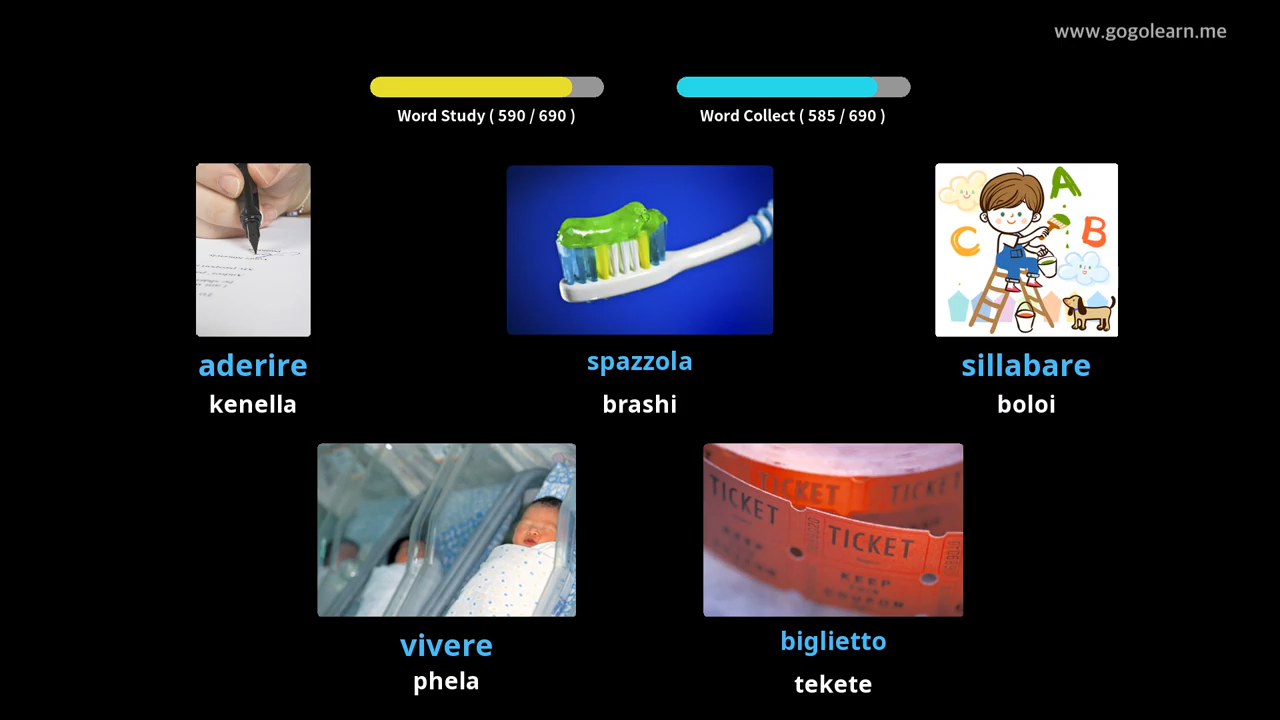 www.gogolearn.me
Word Study ( 590 / 690 )
Word Collect ( 585 / 690 )
A
B
C
aderire
kenella
spazzola
brashi
sillabare
boloi
TICKET
TICKET
TICKET
TICKET
KEEP
vivere
phela
biglietto
tekete